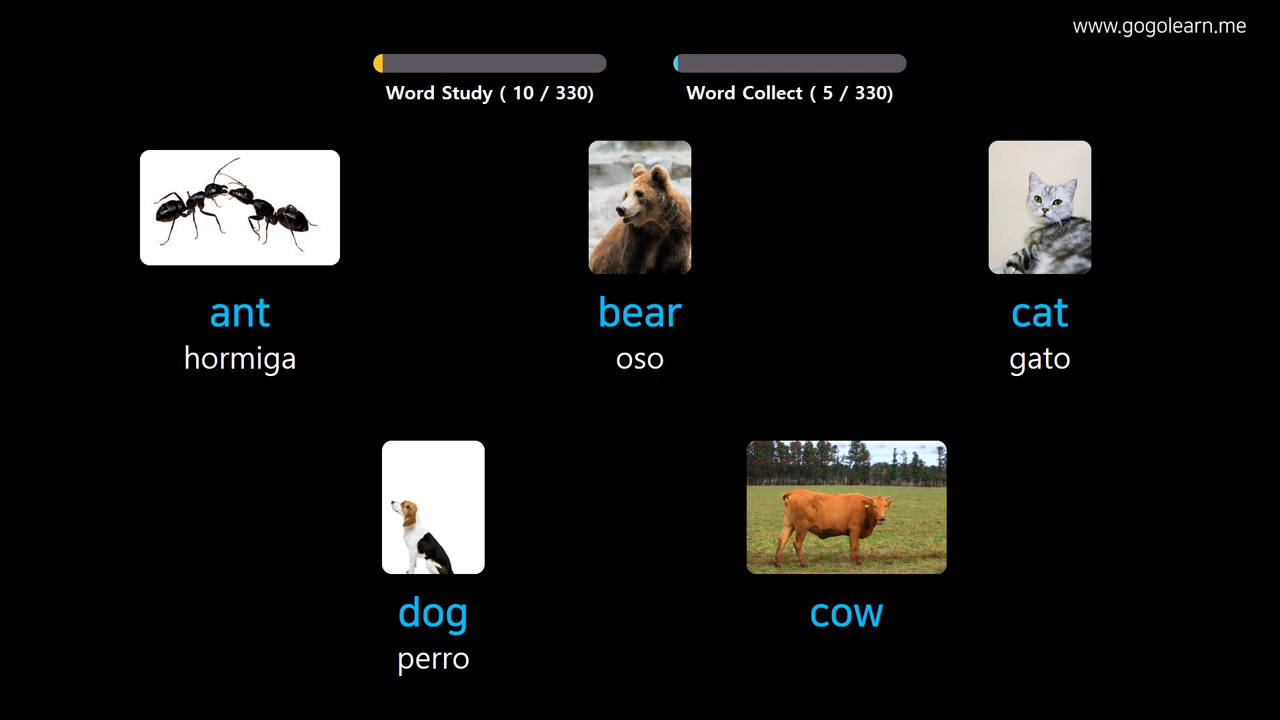 www.gogolearn.me
Word Study ( 10 / 330)
Word Collect ( 5 / 330)
ant
hormiga
bear
oso
cat
gato
dog
perro
cow